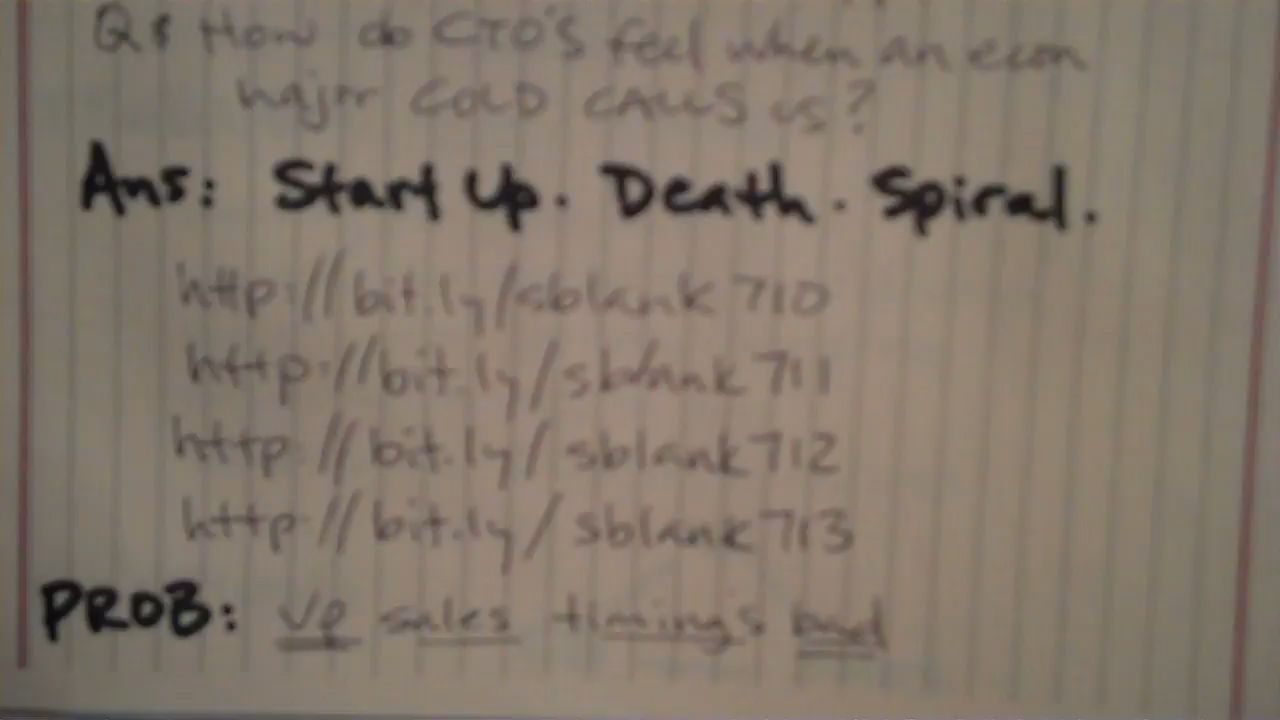 Q: How do CTO'S feel when an econ
major COLD CALLS us?
Ans: Start Up. Death. Spiral.
http://bit.ly/sblank710
http://bit.ly/sblank711
http://bit.ly/sblank712
http://bit.ly/sblank713
PROB: VP sales timing's bad